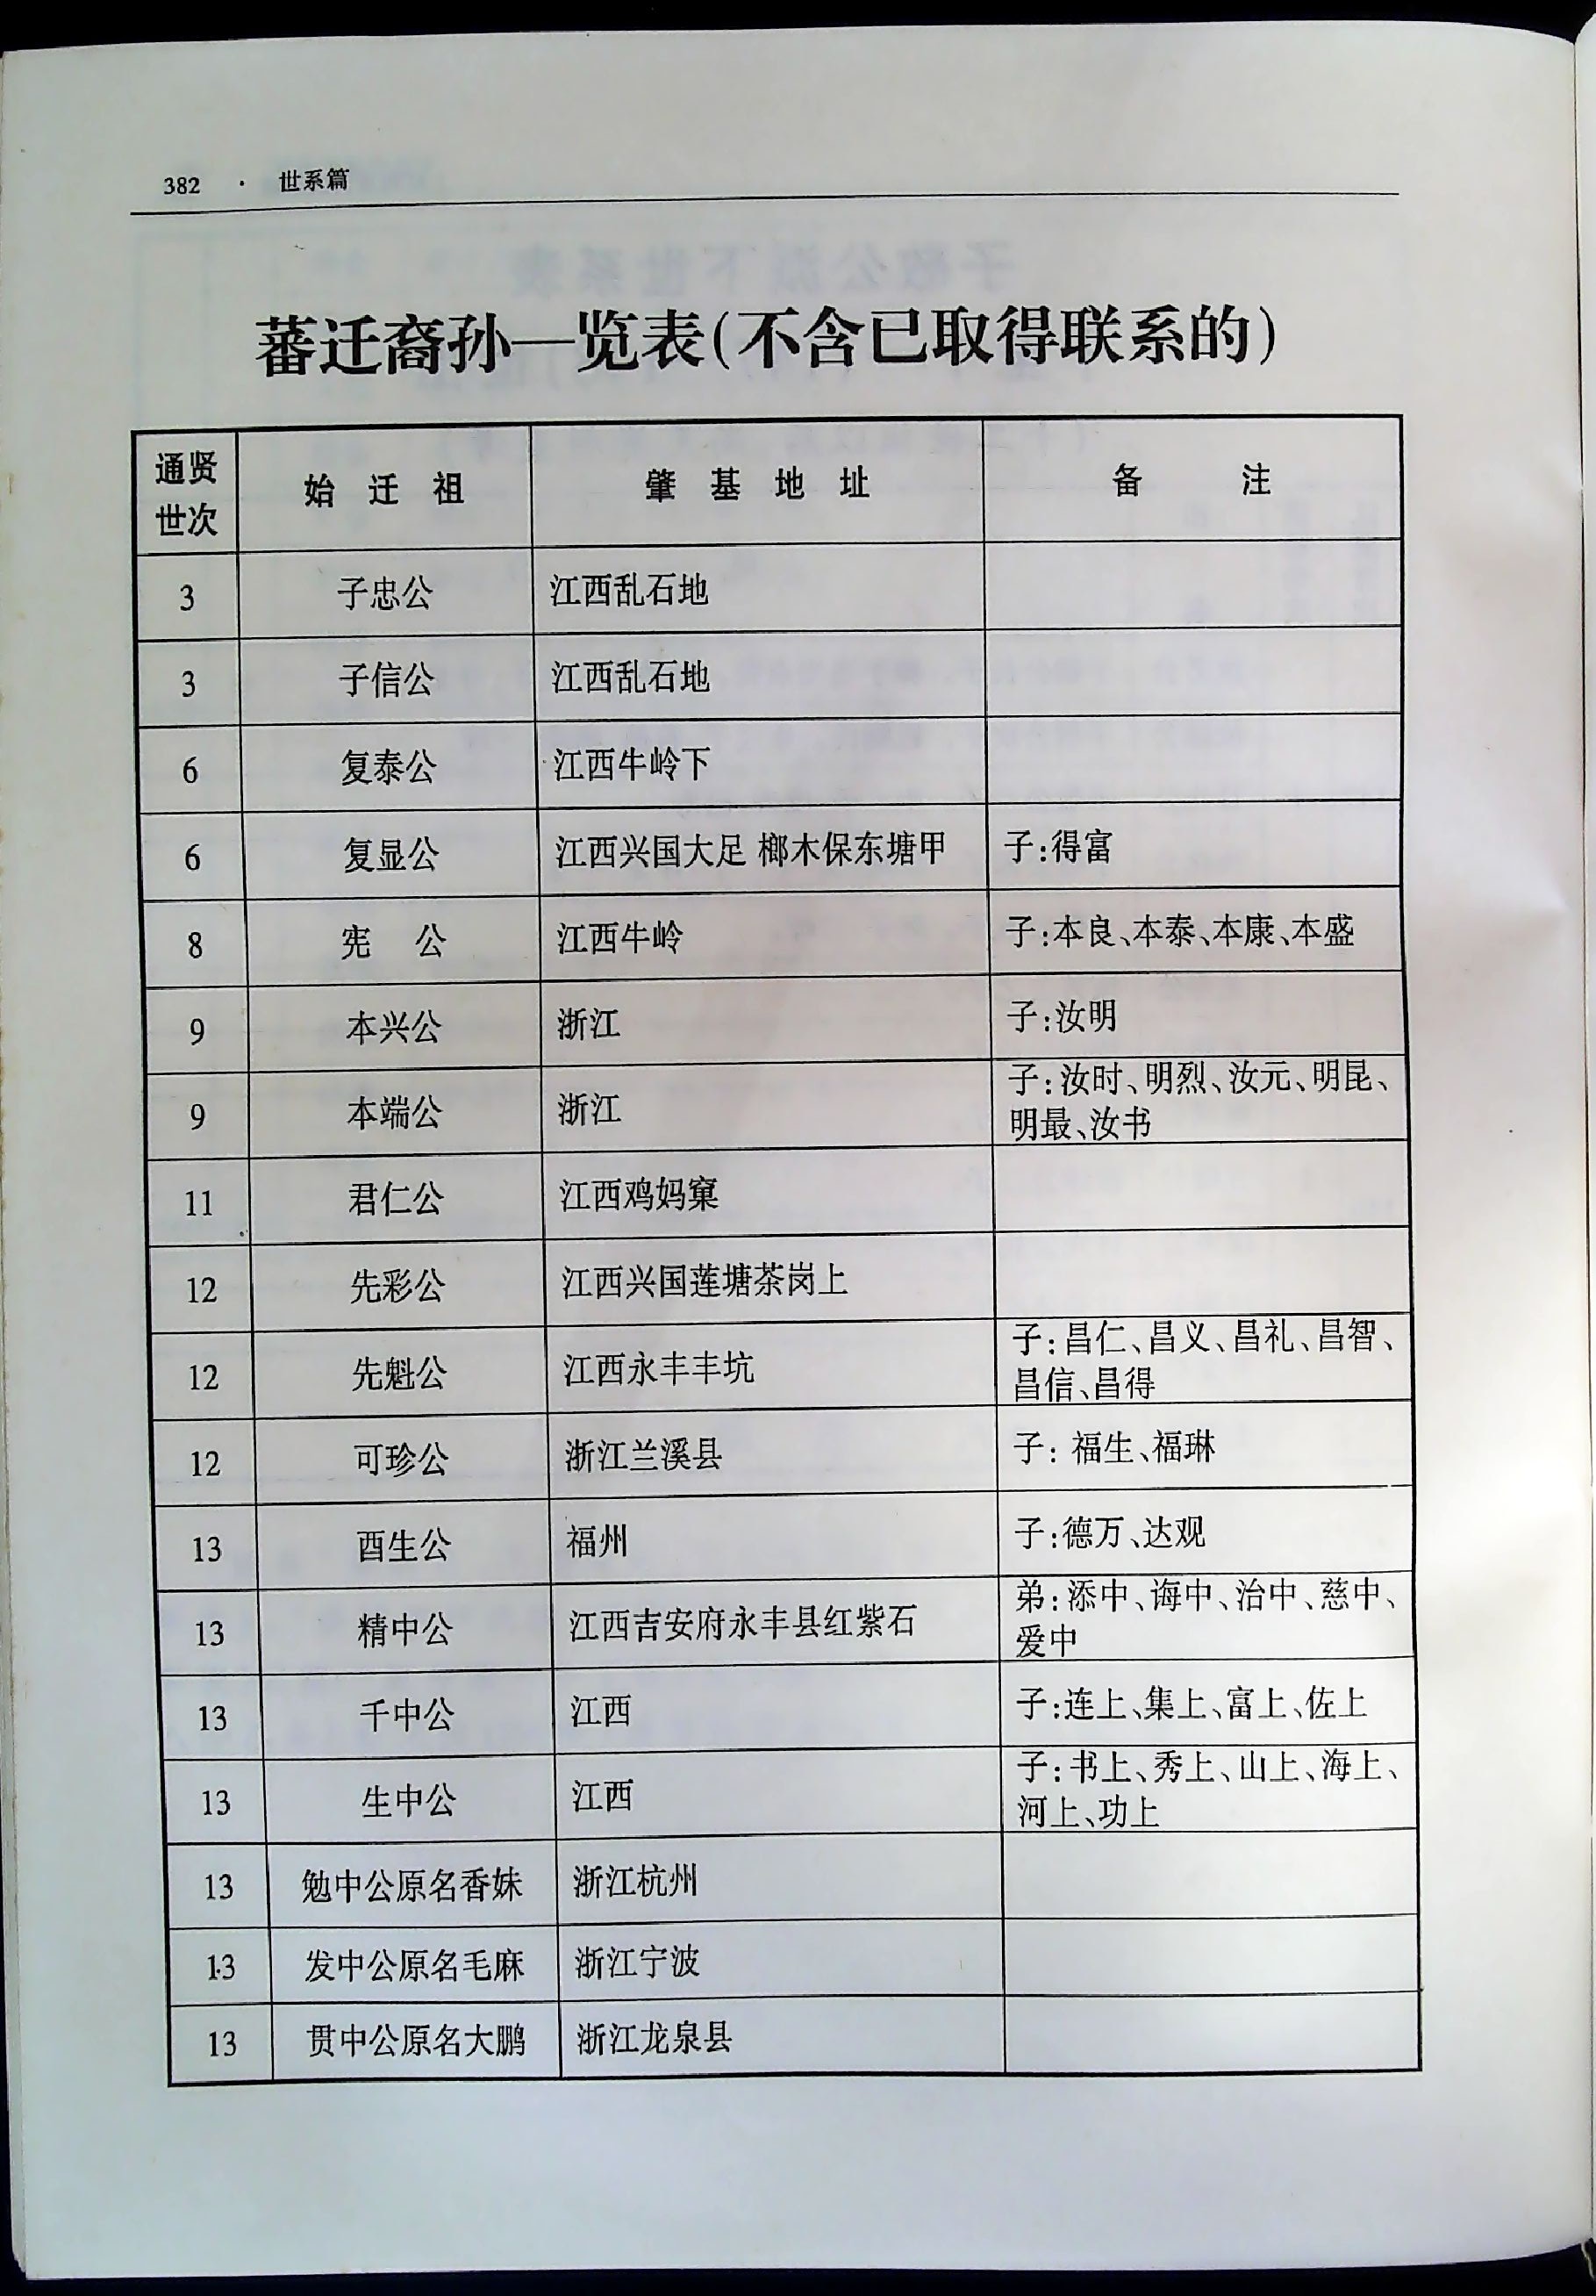 382 · 世系篇
蕃迁裔孙一览表(不含已取得联系的)
通贤世次 始迁祖 肇基地址 备注
3 子忠公 江西乱石地
3 子信公 江西乱石地
6 复泰公 江西牛岭下
6 复显公 江西兴国大足 榔木保东塘甲 子:得富
8 宪公 江西牛岭 子:本良、本泰、本康、本盛
9 本兴公 浙江 子:汝明
9 本端公 浙江 子:汝时、明烈、汝元、明昆、
明最、汝书
11 君仁公 江西鸡妈窠
12 先彩公 江西兴国莲塘茶岗上
12 先魁公 江西永丰丰坑 子:昌仁、昌义、昌礼、昌智、
昌信、昌得
12 可珍公 浙江兰溪县 子: 福生、福琳
13 酉生公 福州 子:德万、达观
13 精中公 江西吉安府永丰县红紫石 弟:添中、诲中、治中、慈中、
爱中
13 千中公 江西 子:连上、集上、富上、佐上
13 生中公 江西 子:书上、秀上、山上、海上、
河上、功上
13 勉中公原名香妹 浙江杭州
13 发中公原名毛麻 浙江宁波
13 贯中公原名大鹏 浙江龙泉县